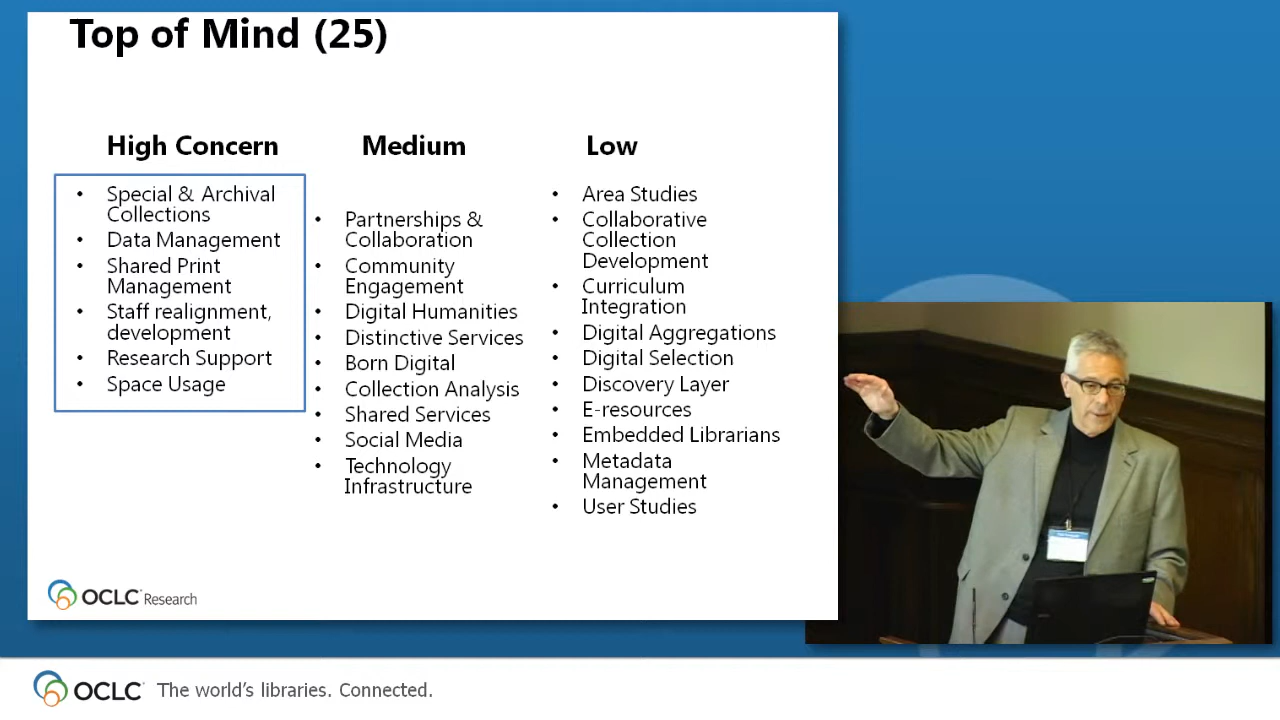 Top of Mind (25)
High Concern
• Special & Archival
Collections
• Data Management
• Shared Print
Management
• Staff realignment,
development
• Research Support
• Space Usage
Medium
• Partnerships &
Collaboration
• Community
Engagement
• Digital Humanities
• Distinctive Services
• Born Digital
• Collection Analysis
• Shared Services
• Social Media
• Technology
Infrastructure
Low
• Area Studies
• Collaborative
Collection
Development
• Curriculum
Integration
• Digital Aggregations
• Digital Selection
• Discovery Layer
• E-resources
• Embedded Librarians
• Metadata
Management
• User Studies
OCLC Research
OCLC The world's libraries. Connected.